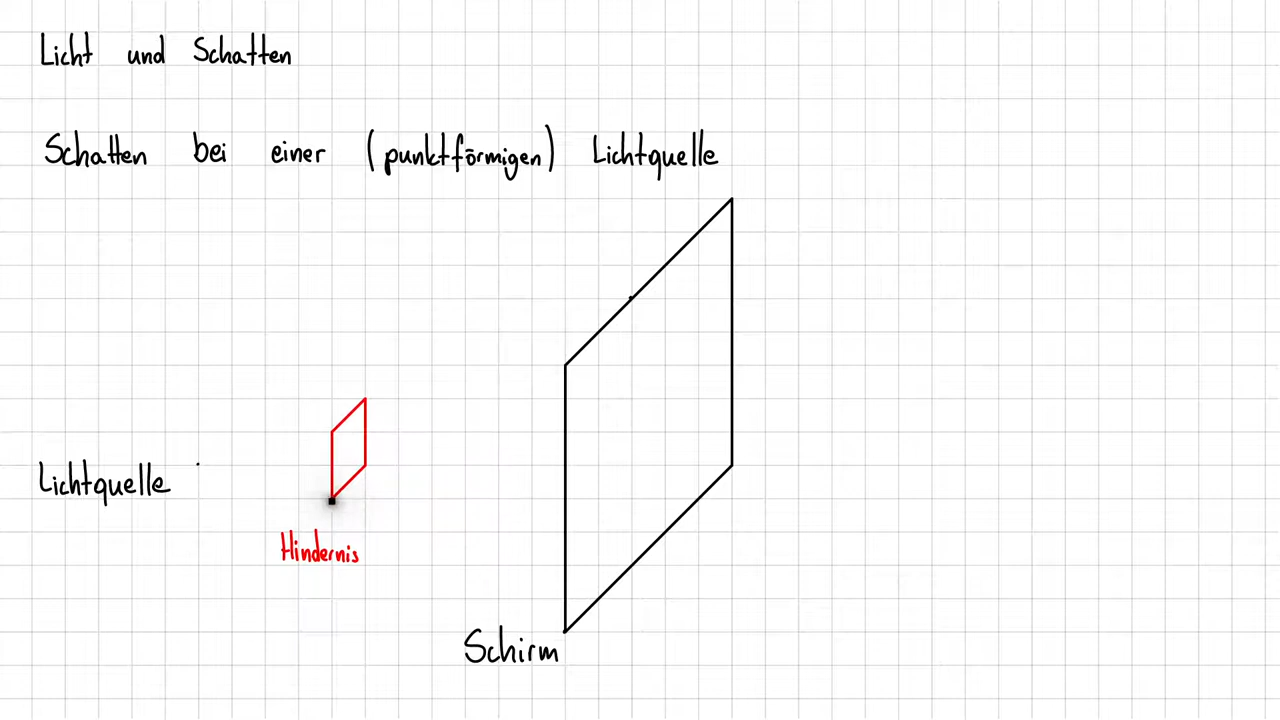 Licht und Schatten
Schatten bei einer (punktförmigen) Lichtquelle
Lichtquelle
Hindernis
Schirm